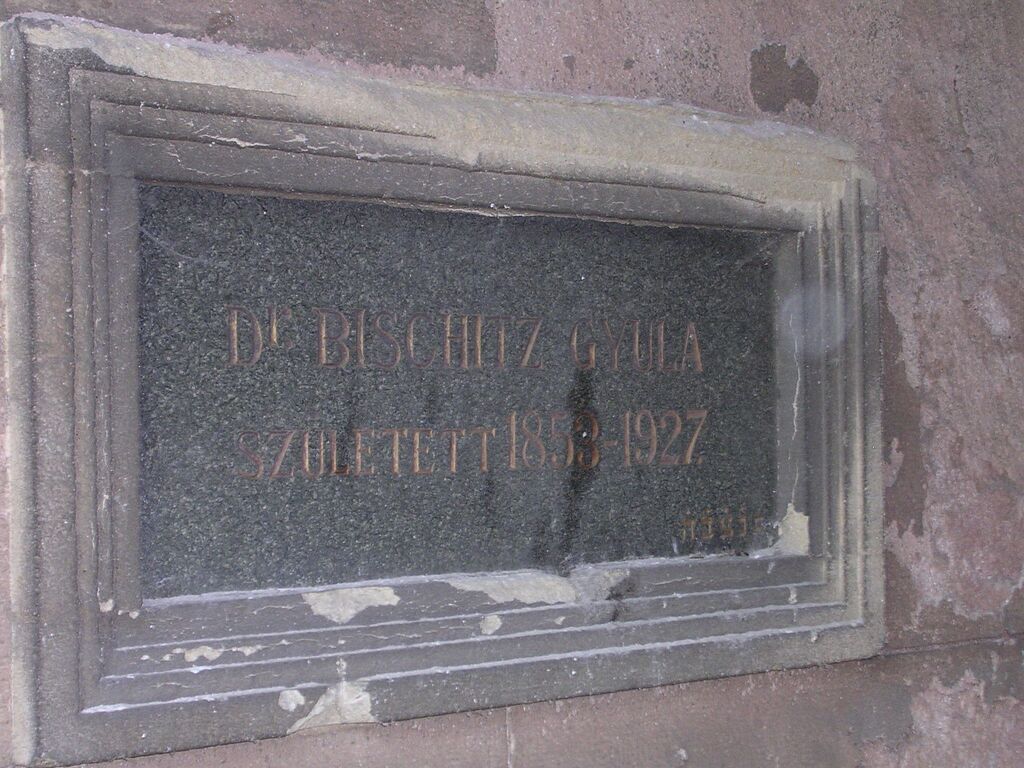 Dr BISCHITZ GYULA
SZÜLETETT 1853-1927.